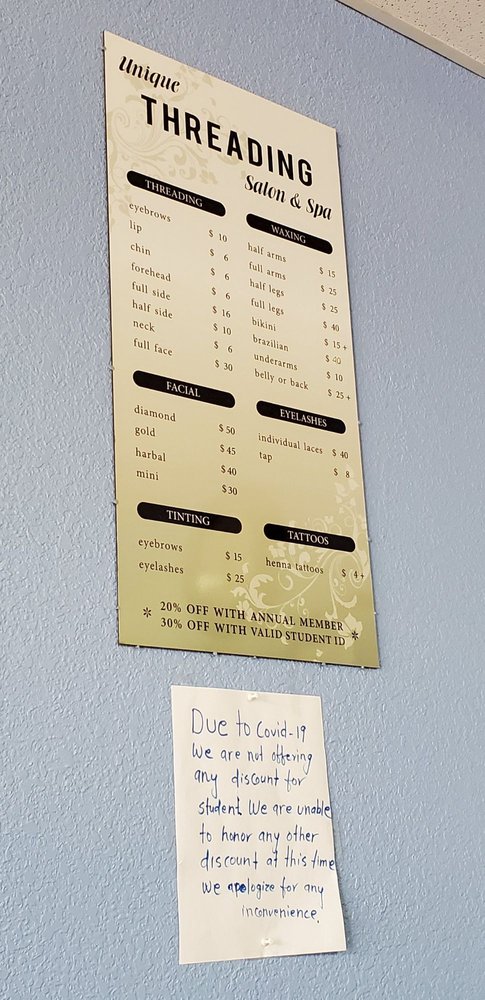 Unique
THREADING
Salon & Spa
THREADING
eyebrows $ 10
lip $ 6
chin $ 6
forehead $ 6
full side $ 16
half side $ 10
neck $ 6
full face $ 30
WAXING
half arms $ 15
full arms $ 25
half legs $ 25
full legs $ 40
bikini $ 15 +
brazilian $ 40
underarms $ 10
belly or back $ 25 +
FACIAL
diamond $ 50
gold $ 45
harbal $ 40
mini $ 30
EYELASHES
individual laces $ 40
tap $ 8
TINTING
eyebrows $ 15
eyelashes $ 25
TATTOOS
henna tattoos $ 4 +
* 20% OFF WITH ANNUAL MEMBER
30% OFF WITH VALID STUDENT ID *
Due to Covid-19
We are not offering
any discount for
student. We are unable
to honor any other
discount at this time
We apologize for any
inconvenience.